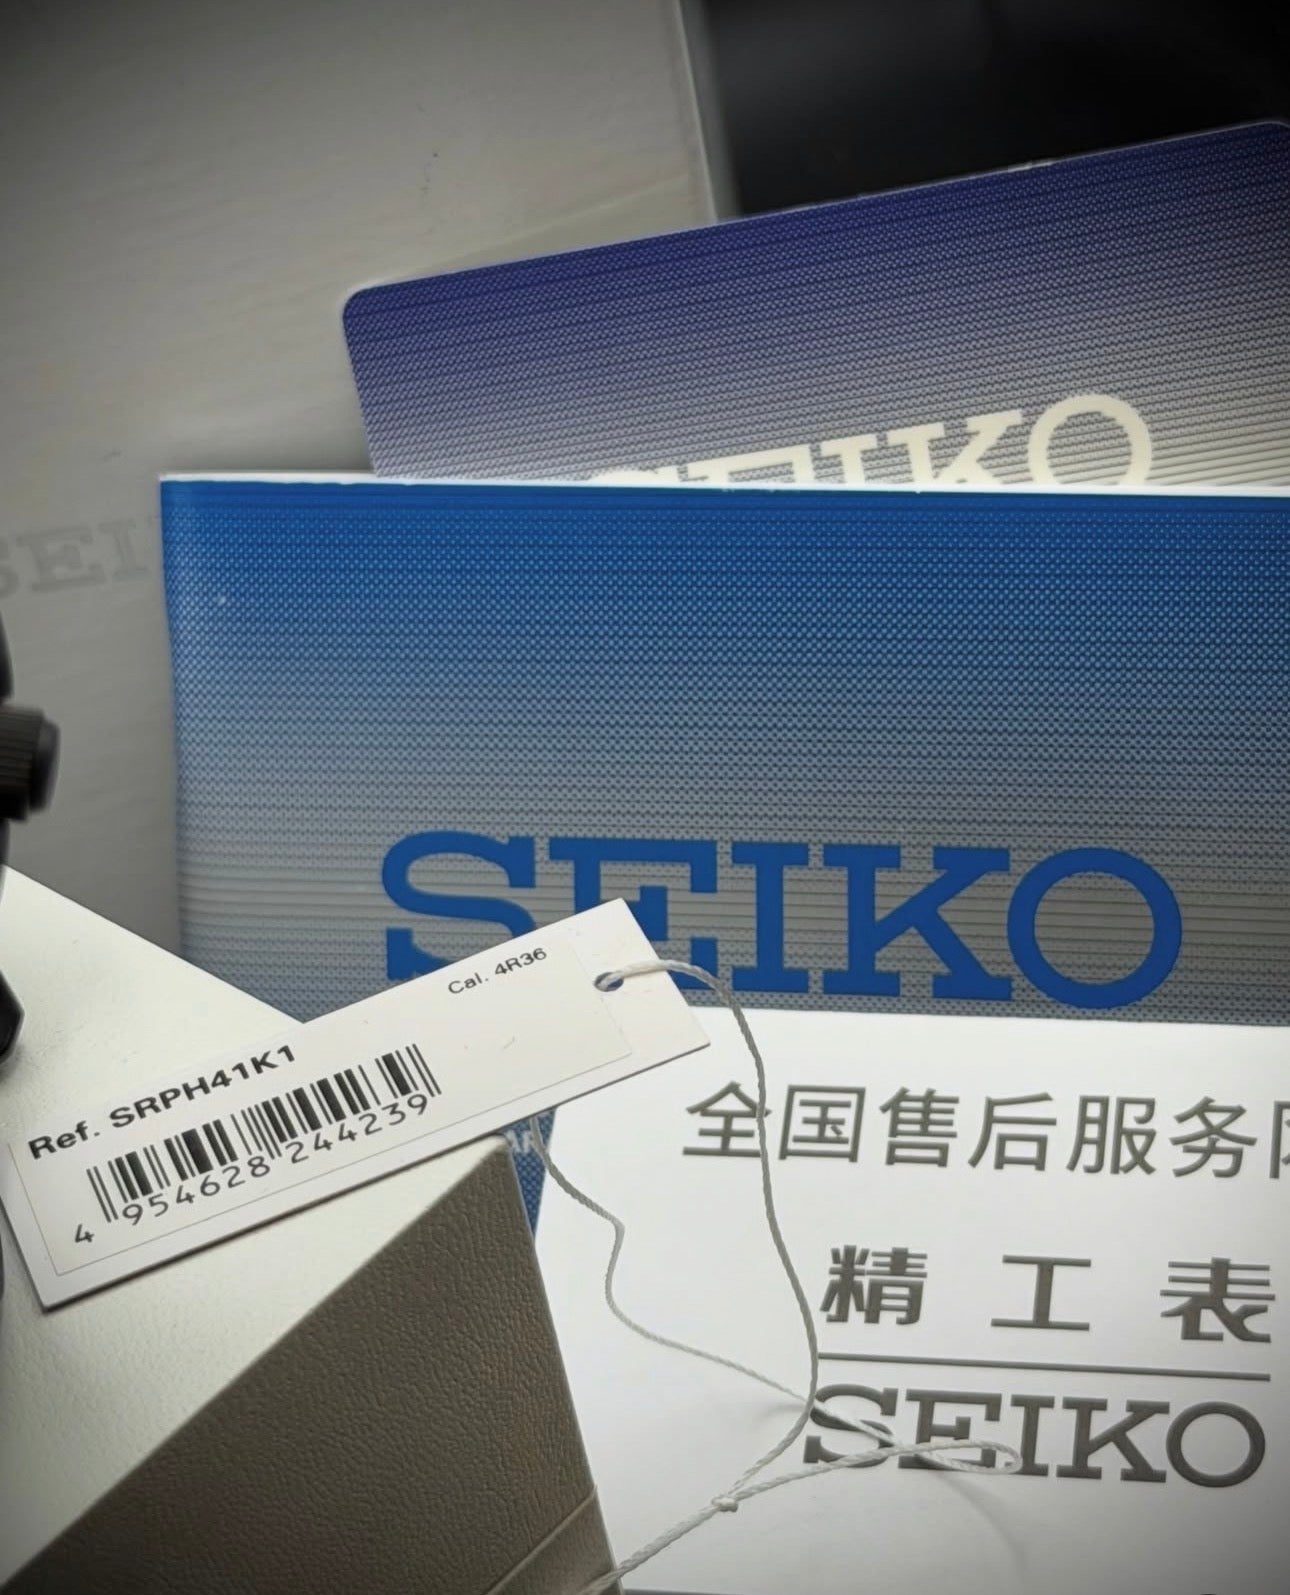 SEIKO
SEIKO
Cal. 4R36
Ref. SRPH41K1
4 954628 244239
全国售后服务
精工表
SEIKO